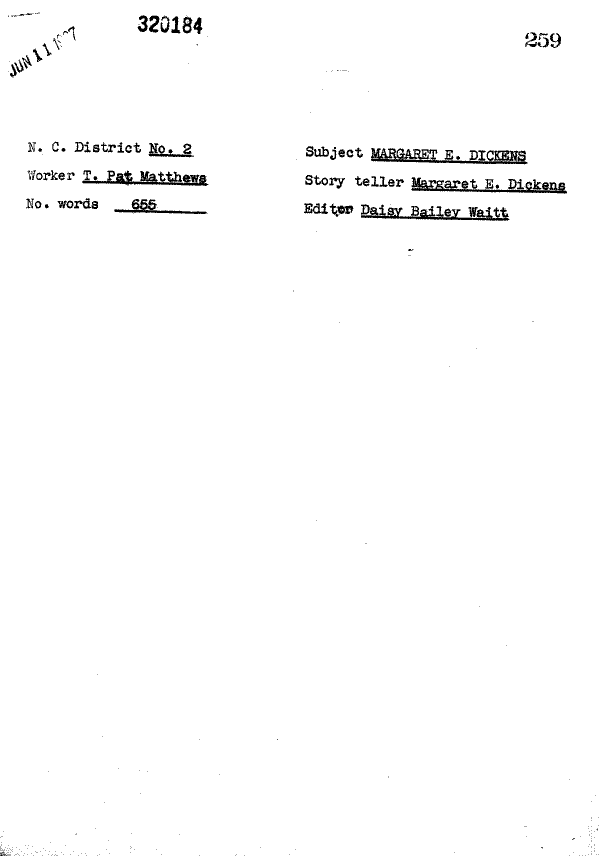 320184
JUN 11 1937
259
N. C. District No. 2
Worker T. Pat Matthews
No. words 655
Subject MARGARET E. DICKENS
Story teller Margaret E. Dickens
Editor Daisy Bailey Waitt